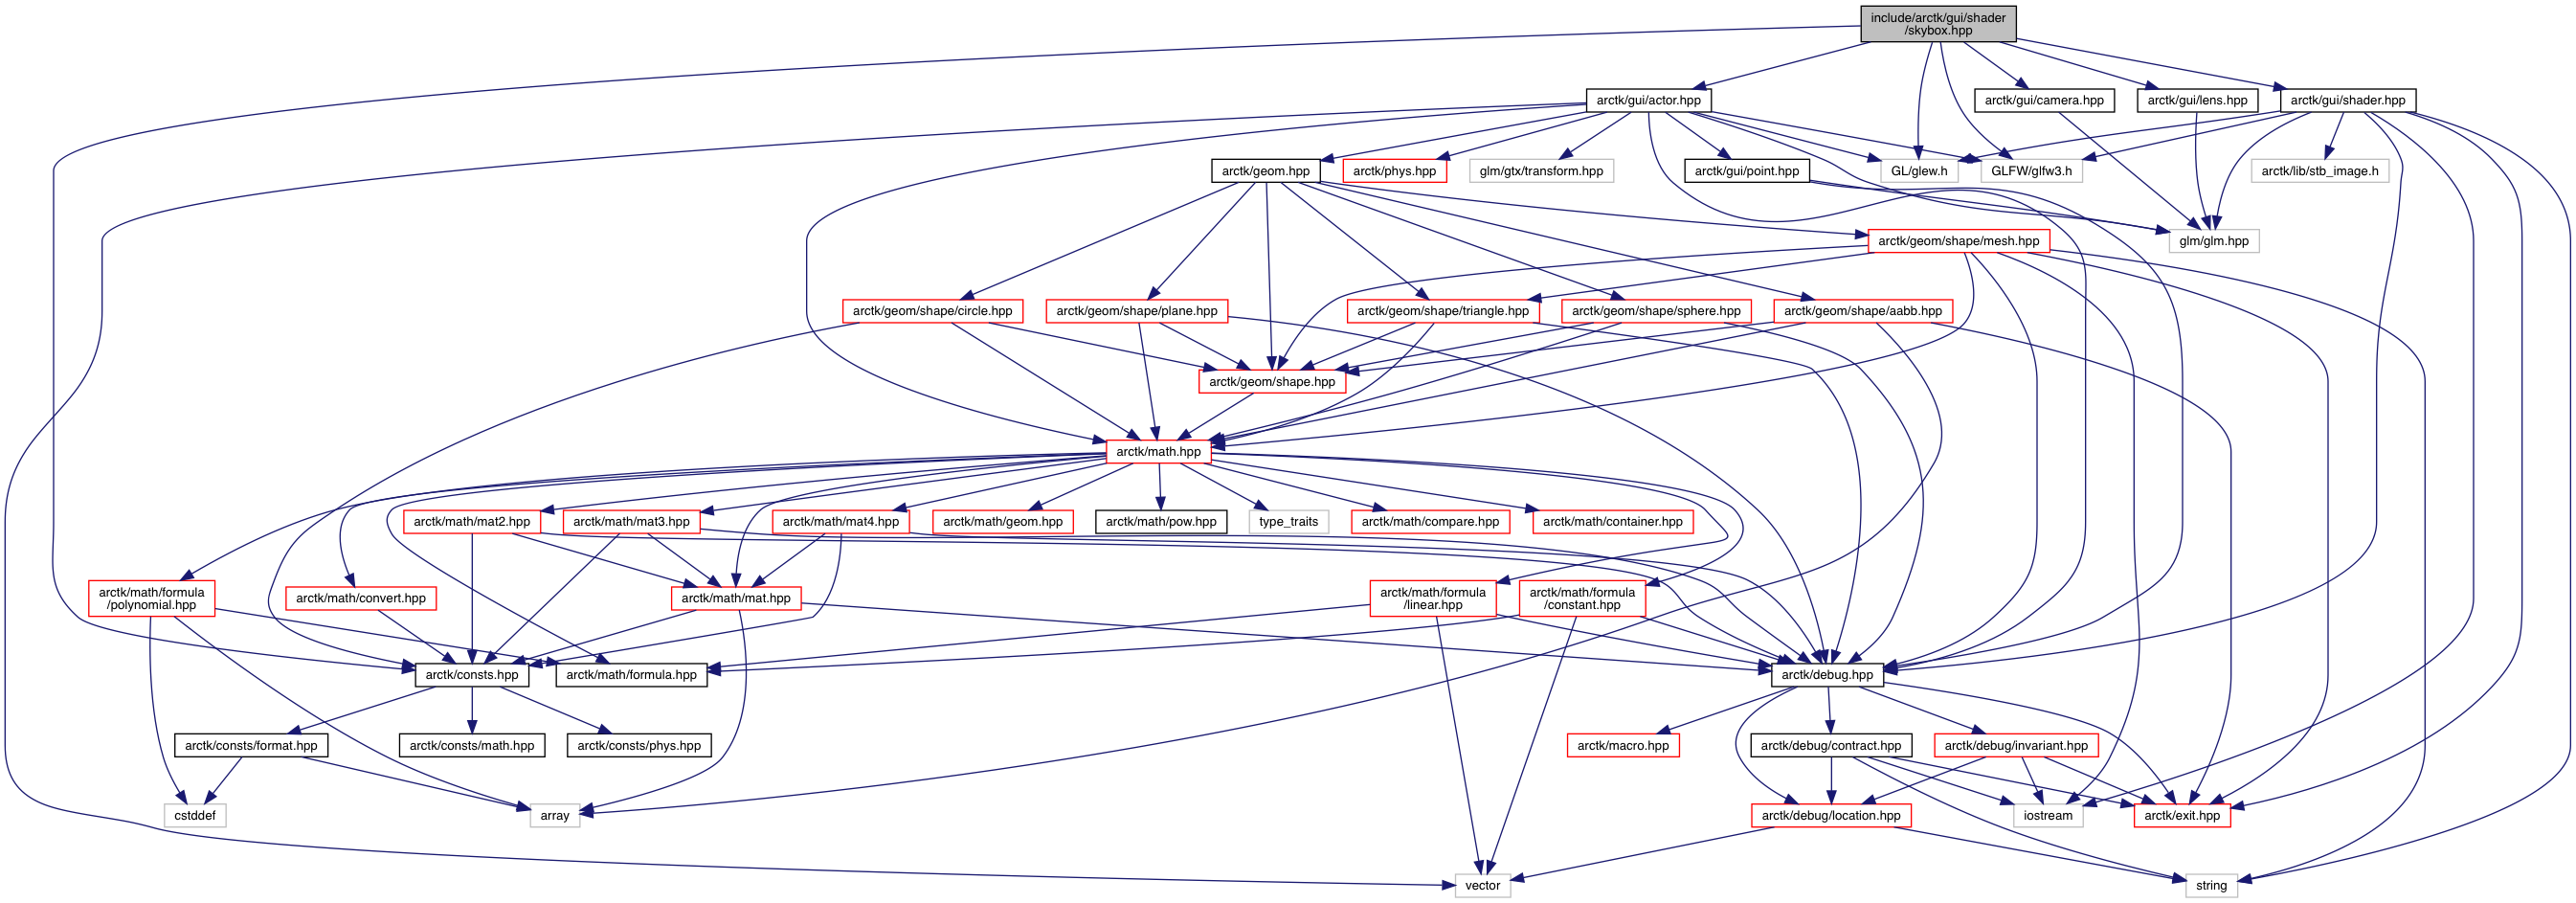 include/arctk/gui/shader
/skybox.hpp
arctk/gui/actor.hpp
arctk/gui/camera.hpp
arctk/gui/lens.hpp
arctk/gui/shader.hpp
arctk/geom.hpp
arctk/phys.hpp
glm/gtx/transform.hpp
arctk/gui/point.hpp
GL/glew.h
GLFW/glfw3.h
arctk/lib/stb_image.h
arctk/geom/shape/mesh.hpp
glm/glm.hpp
arctk/geom/shape/circle.hpp
arctk/geom/shape/plane.hpp
arctk/geom/shape/triangle.hpp
arctk/geom/shape/sphere.hpp
arctk/geom/shape/aabb.hpp
arctk/geom/shape.hpp
arctk/math.hpp
arctk/math/mat2.hpp
arctk/math/mat3.hpp
arctk/math/mat4.hpp
arctk/math/geom.hpp
arctk/math/pow.hpp
type_traits
arctk/math/compare.hpp
arctk/math/container.hpp
arctk/math/formula
/polynomial.hpp
arctk/math/convert.hpp
arctk/math/mat.hpp
arctk/math/formula
/linear.hpp
arctk/math/formula
/constant.hpp
arctk/consts.hpp
arctk/math/formula.hpp
arctk/debug.hpp
arctk/consts/format.hpp
arctk/consts/math.hpp
arctk/consts/phys.hpp
arctk/macro.hpp
arctk/debug/contract.hpp
arctk/debug/invariant.hpp
cstddef
array
arctk/debug/location.hpp
iostream
arctk/exit.hpp
vector
string